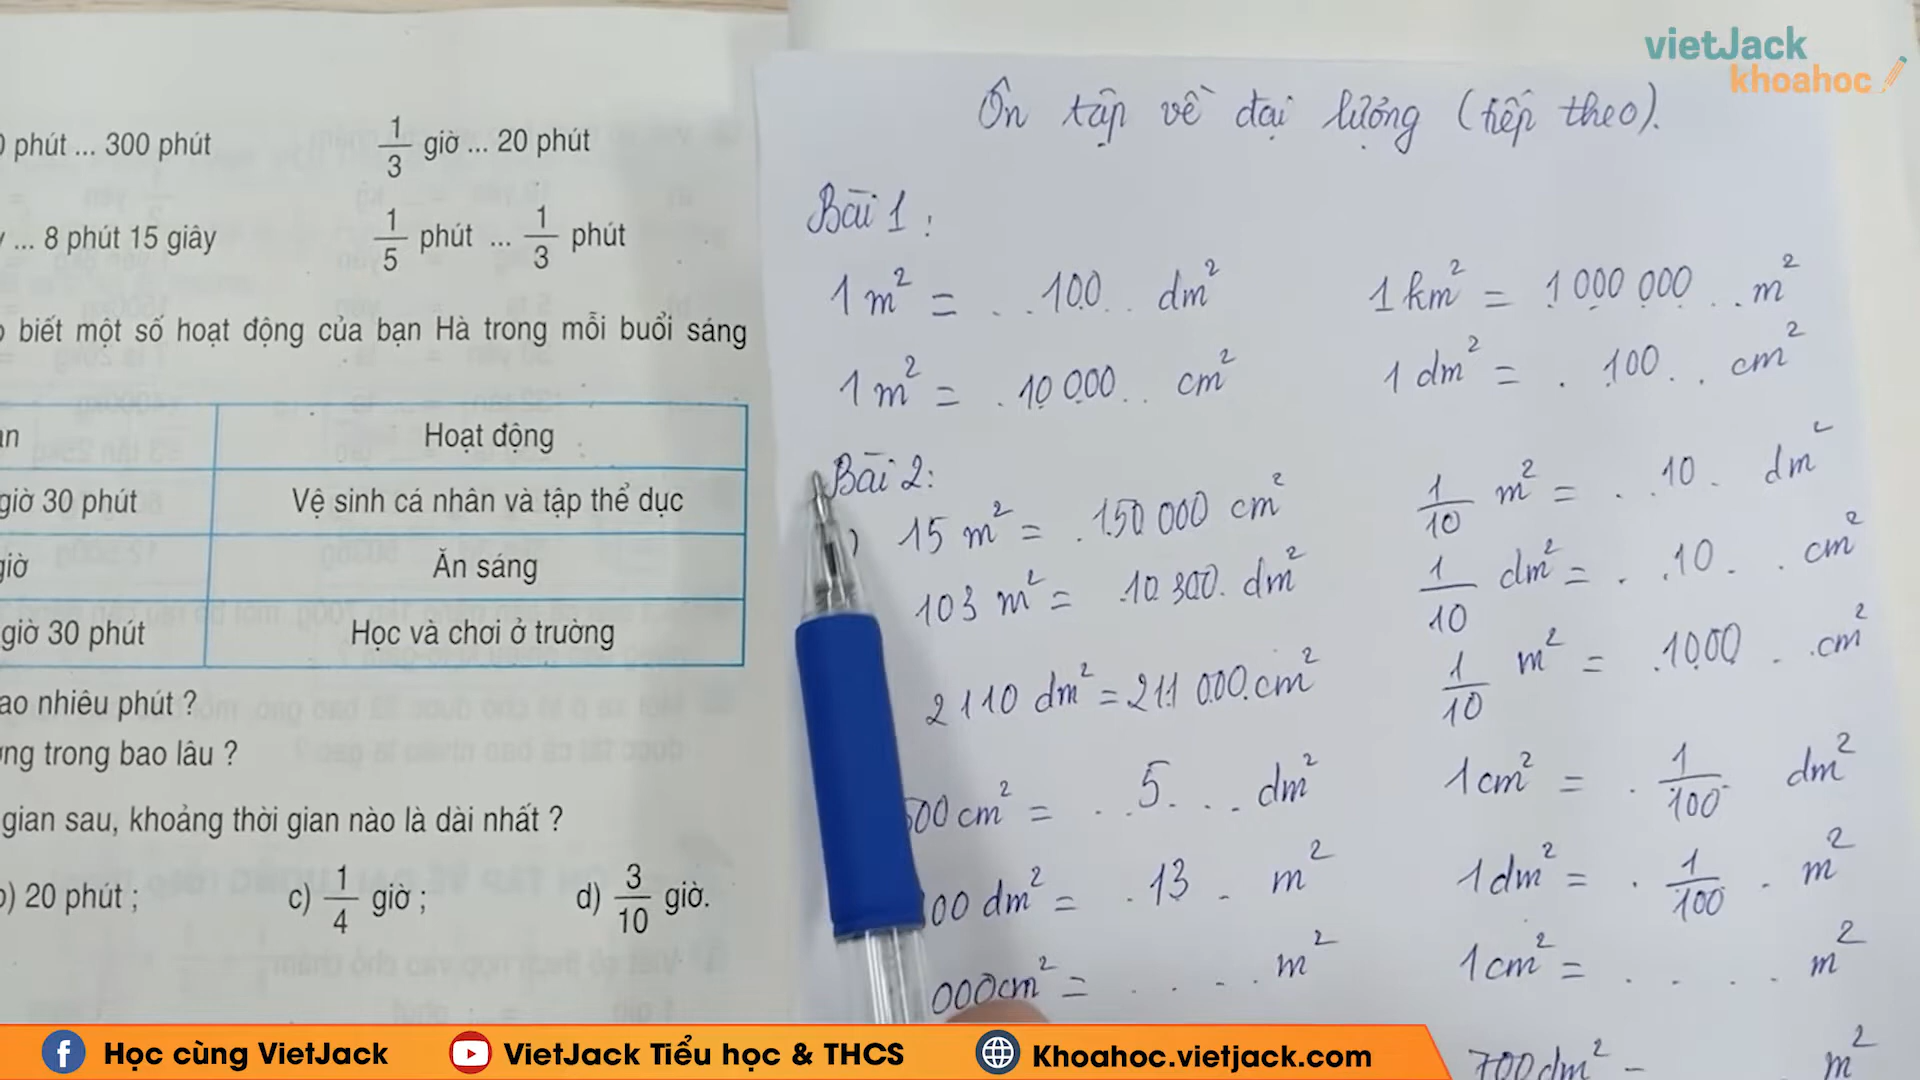 vietJack
khoahoc
phút ... 300 phút
1/3 giờ ... 20 phút
... 8 phút 15 giây
1/5 phút ... 1/3 phút
biết một số hoạt động của bạn Hà trong mỗi buổi sáng
Hoạt động
giờ 30 phút
Vệ sinh cá nhân và tập thể dục
giờ
Ăn sáng
giờ 30 phút
Học và chơi ở trường
ao nhiêu phút ?
ng trong bao lâu ?
gian sau, khoảng thời gian nào là dài nhất ?
) 20 phút ;
c) 1/4 giờ ;
d) 3/10 giờ.
Ôn tập về đại lượng (tiếp theo).
Bài 1 :
1 m² = . . 100 . . dm²
1 km² = 1 000 000 . . m²
1 m² = . 10 000 . . cm²
1 dm² = . 100 . . cm²
Bài 2 :
) 15 m² = . 150 000 cm²
1/10 m² = . . 10 . dm²
103 m² = . 10 300 . dm²
1/10 dm² = . . 10 . . cm²
2110 dm² = 211 000 . cm²
1/10 m² = . 1000 . . cm²
500 cm² = . . 5 . . . dm²
1 cm² = . 1/100 dm²
00 dm² = . 13 . m²
1 dm² = . 1/100 . m²
000 cm² = . . . . m²
1 cm² = . . . . m²
700 dm² = m²
Học cùng VietJack
VietJack Tiểu học & THCS
Khoahoc.vietjack.com